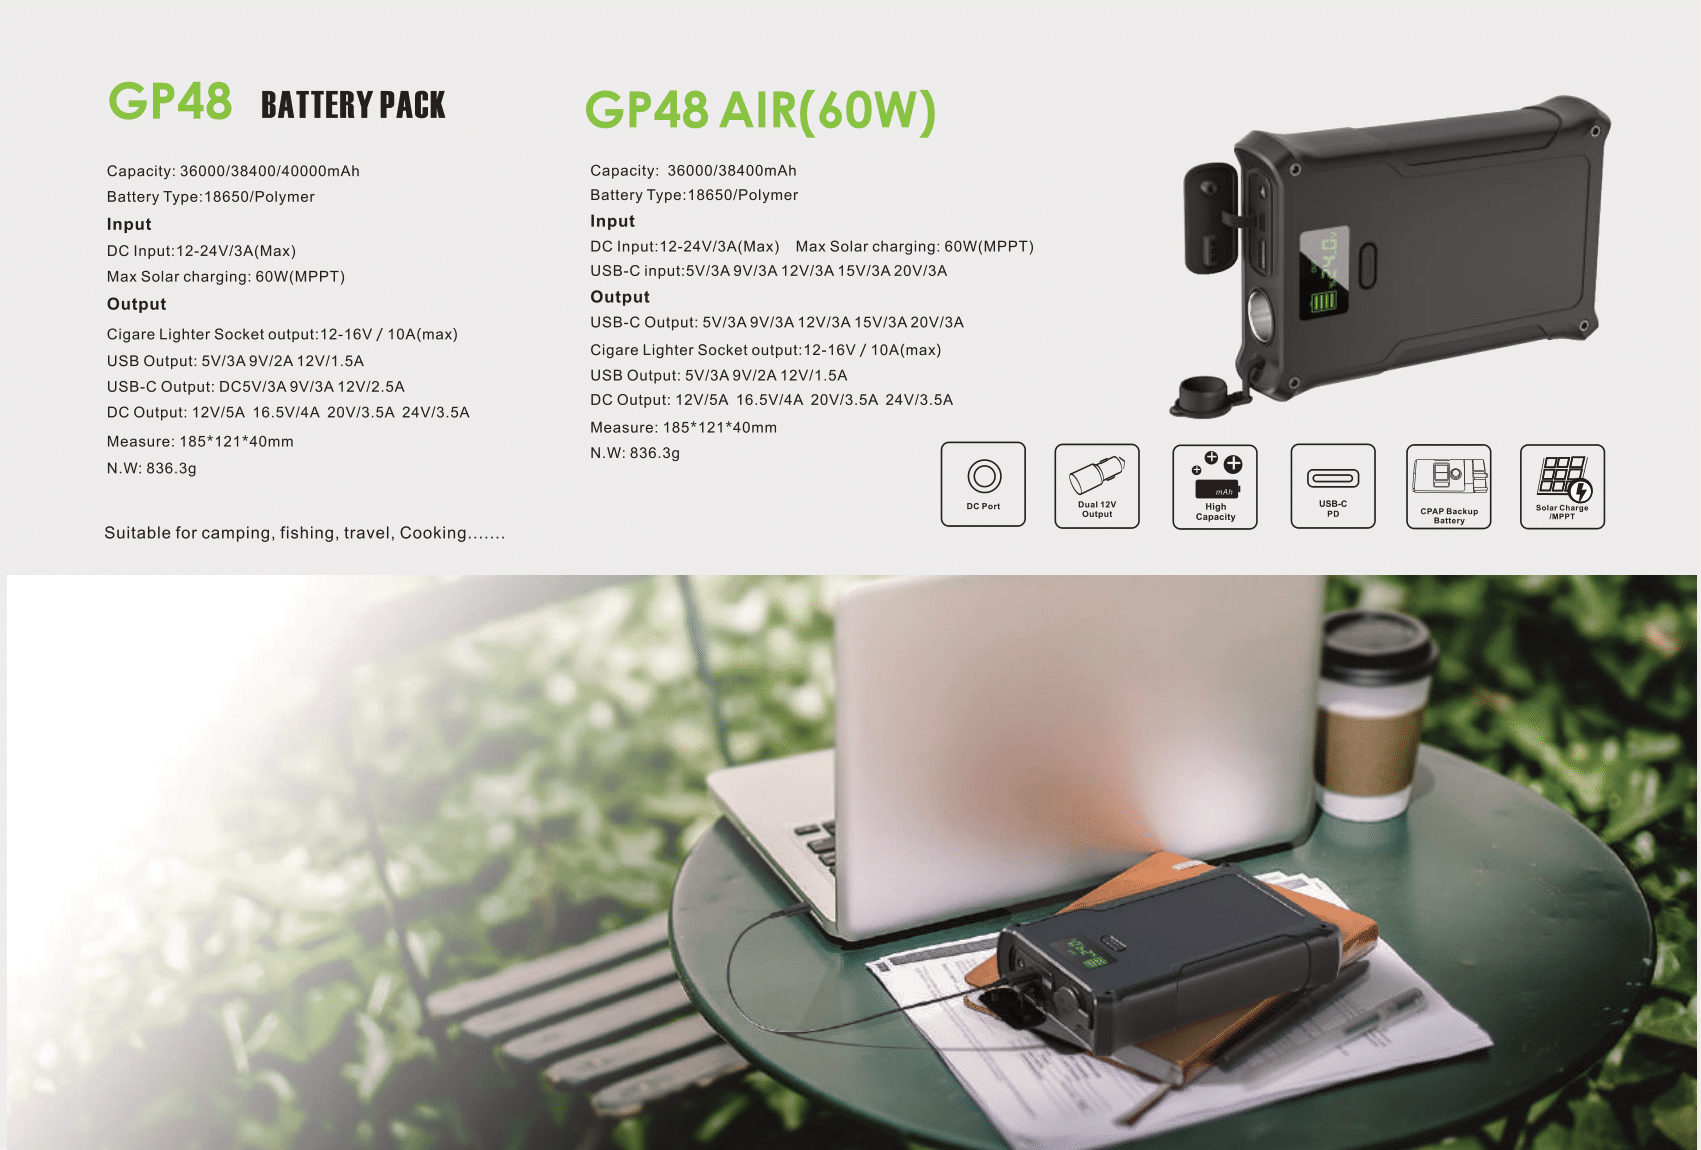 GP48 BATTERY PACK
Capacity: 36000/38400/40000mAh
Battery Type:18650/Polymer
Input
DC Input:12-24V/3A(Max)
Max Solar charging: 60W(MPPT)
Output
Cigare Lighter Socket output:12-16V / 10A(max)
USB Output: 5V/3A 9V/2A 12V/1.5A
USB-C Output: DC5V/3A 9V/3A 12V/2.5A
DC Output: 12V/5A 16.5V/4A 20V/3.5A 24V/3.5A
Measure: 185*121*40mm
N.W: 836.3g
Suitable for camping, fishing, travel, Cooking.......
GP48 AIR(60W)
Capacity: 36000/38400mAh
Battery Type:18650/Polymer
Input
DC Input:12-24V/3A(Max) Max Solar charging: 60W(MPPT)
USB-C input:5V/3A 9V/3A 12V/3A 15V/3A 20V/3A
Output
USB-C Output: 5V/3A 9V/3A 12V/3A 15V/3A 20V/3A
Cigare Lighter Socket output:12-16V / 10A(max)
USB Output: 5V/3A 9V/2A 12V/1.5A
DC Output: 12V/5A 16.5V/4A 20V/3.5A 24V/3.5A
Measure: 185*121*40mm
N.W: 836.3g
24.0V
DC Port
Dual 12V
Output
mAh
High
Capacity
USB-C
PD
CPAP Backup
Battery
Solar Charge
/MPPT